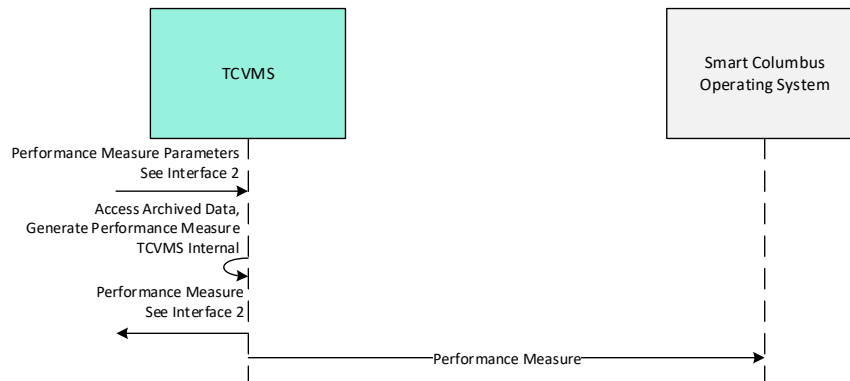 TCVMS
Smart Columbus
Operating System
Performance Measure Parameters
See Interface 2
Access Archived Data,
Generate Performance Measure
TCVMS Internal
Performance Measure
See Interface 2
Performance Measure